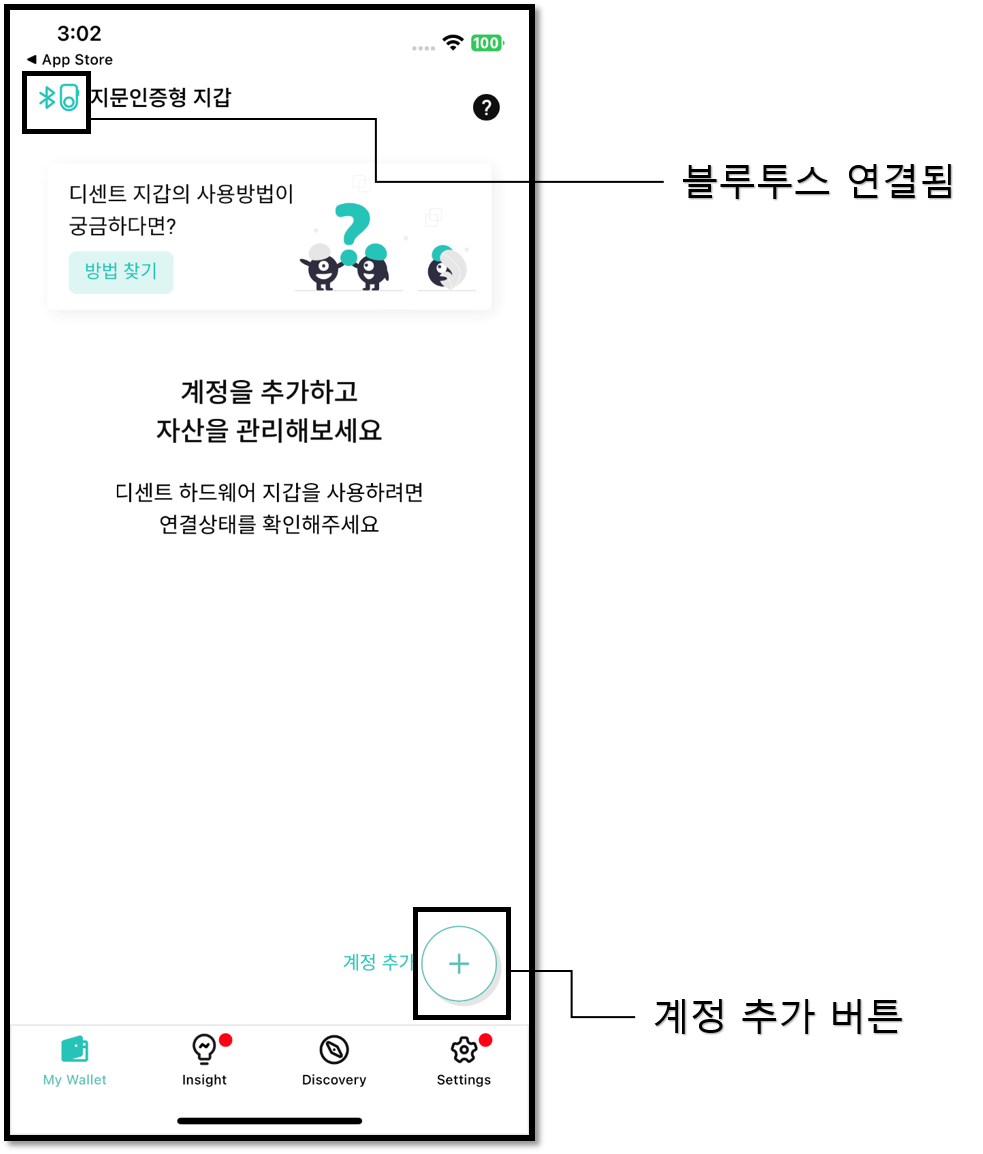 3:02
100
◀ App Store
지문인증형 지갑
?
블루투스 연결됨
디센트 지갑의 사용방법이
궁금하다면?
방법 찾기
?
계정을 추가하고
자산을 관리해보세요
디센트 하드웨어 지갑을 사용하려면
연결상태를 확인해주세요
계정 추가
+
계정 추가 버튼
My Wallet
Insight
Discovery
Settings